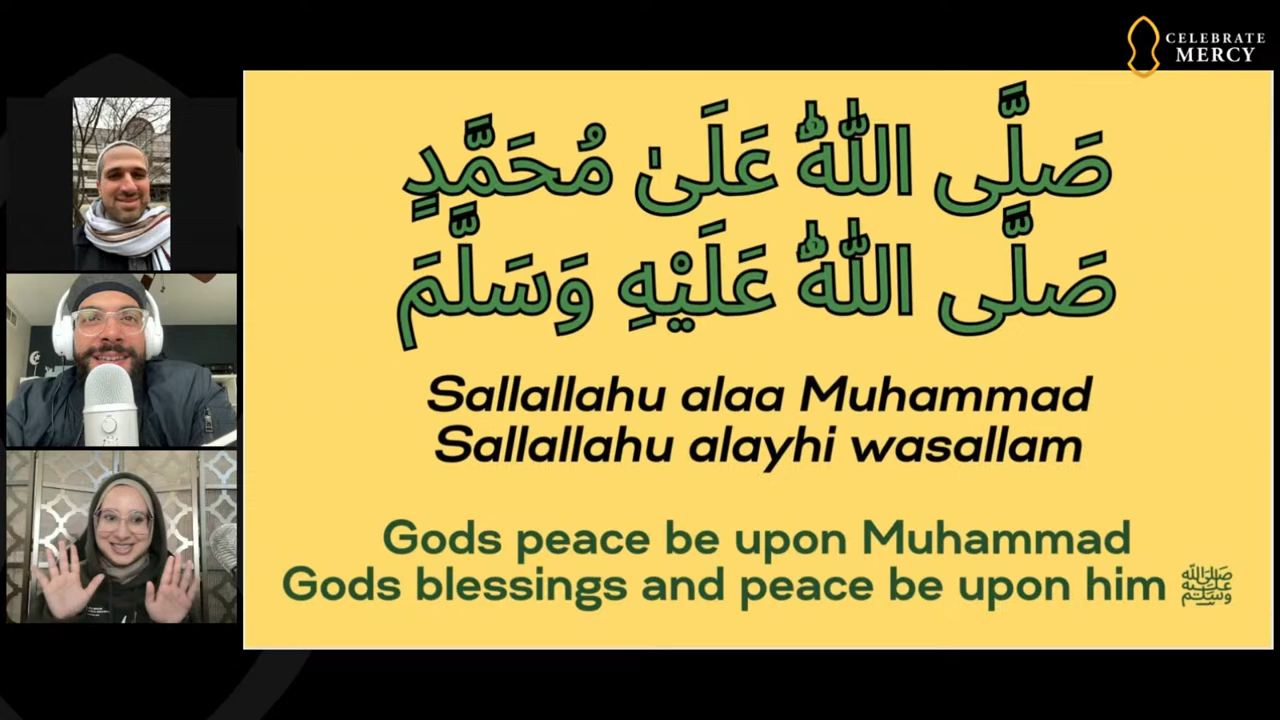 CELEBRATE
MERCY
صَلَّى اللّٰهُ عَلَىٰ مُحَمَّدٍ
صَلَّى اللّٰهُ عَلَيْهِ وَسَلَّمَ
Sallallahu alaa Muhammad
Sallallahu alayhi wasallam
Gods peace be upon Muhammad
Gods blessings and peace be upon him ﷺ